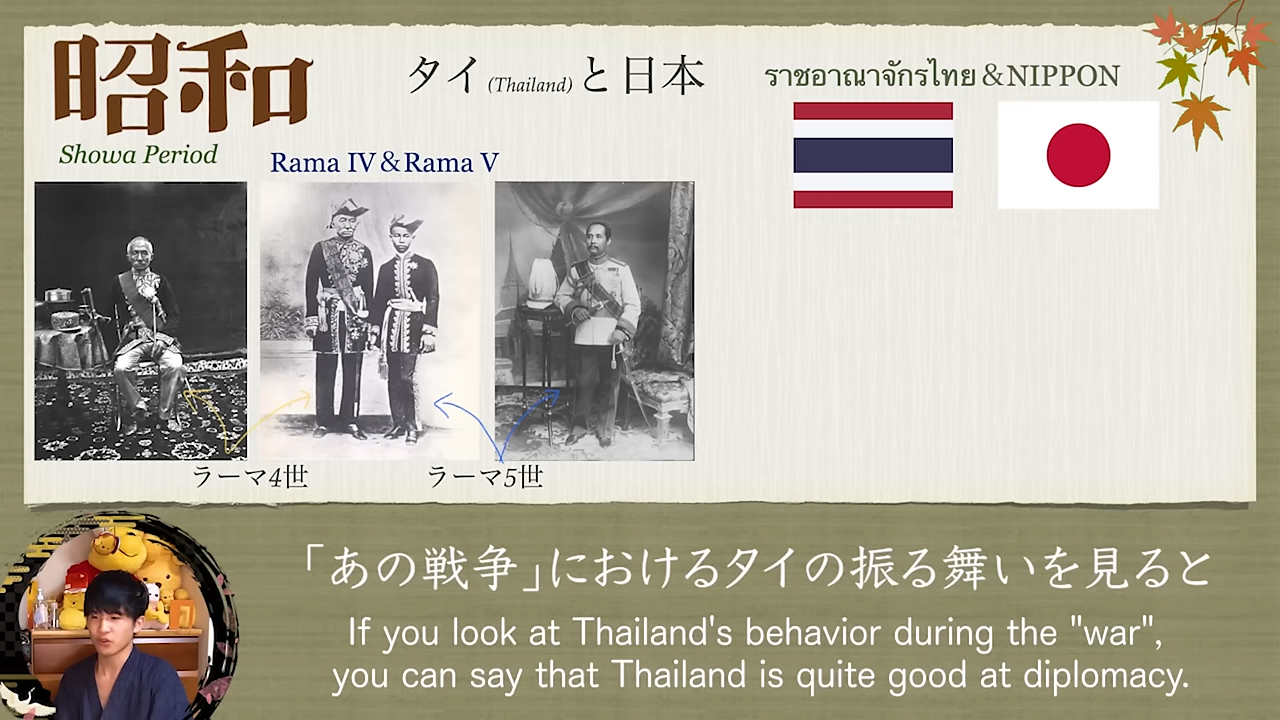 昭和
Showa Period
タイ(Thailand)と日本
ราชอาณาจักรไทย&NIPPON
Rama IV&Rama V
ラーマ4世
ラーマ5世
「あの戦争」におけるタイの振る舞いを見ると
If you look at Thailand's behavior during the "war",
you can say that Thailand is quite good at diplomacy.